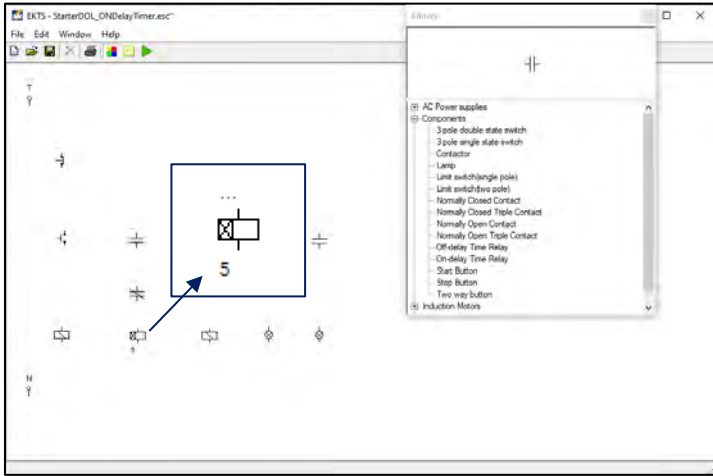 EKTS - StarterDOL_ONDelayTimer.esc*
Library
File Edit Window Help
T
AC Power supplies
Components
3 pole double state switch
3 pole single state switch
Contactor
Lamp
Limit switch(single pole)
Limit switch(two pole)
Normally Closed Contact
Normally Closed Triple Contact
Normally Open Contact
Normally Open Triple Contact
Off-delay Time Relay
On-delay Time Relay
Start Button
Stop Button
Two way button
Induction Motors
...
5
5
N